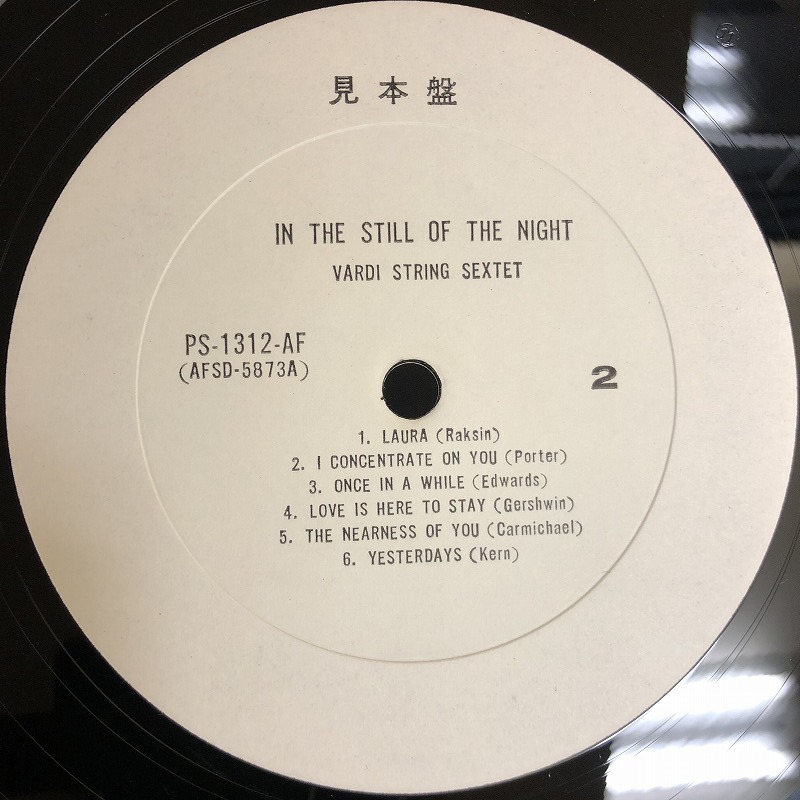 見本盤
IN THE STILL OF THE NIGHT
VARDI STRING SEXTET
PS-1312-AF
(AFSD-5873A)
2
1. LAURA (Raksin)
2. I CONCENTRATE ON YOU (Porter)
3. ONCE IN A WHILE (Edwards)
4. LOVE IS HERE TO STAY (Gershwin)
5. THE NEARNESS OF YOU (Carmichael)
6. YESTERDAYS (Kern)